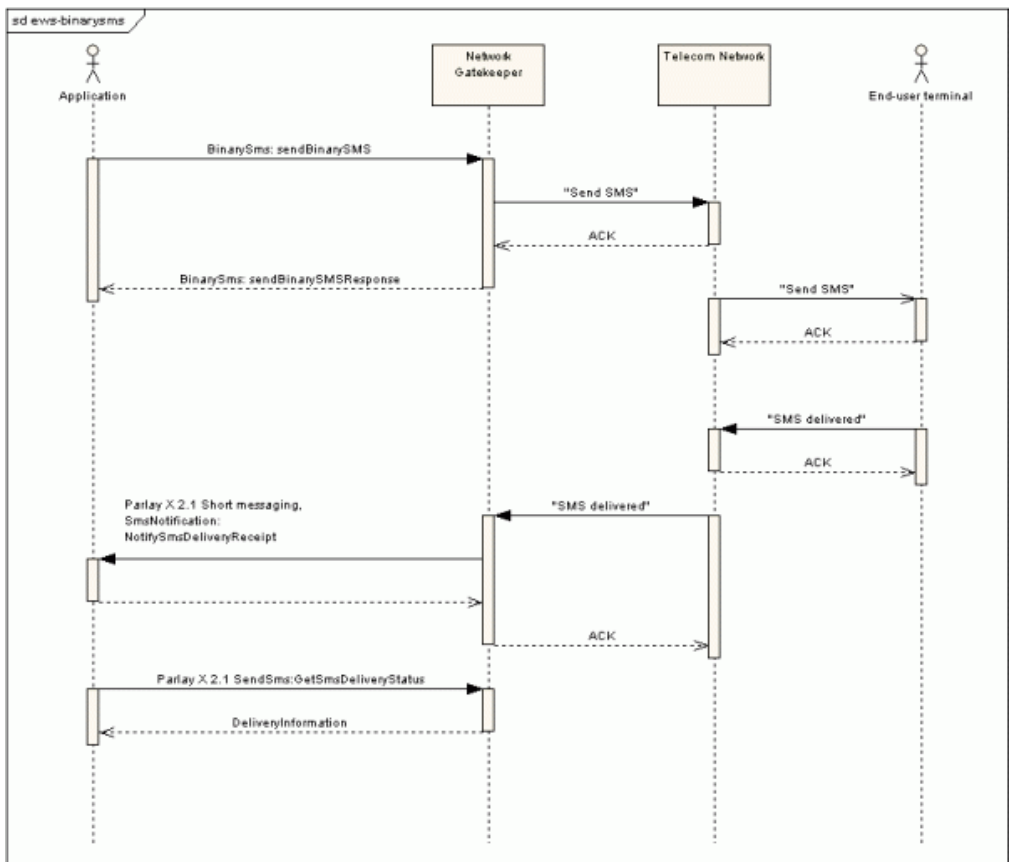 sd ews-binarysms
Network
Gatekeeper
Telecom Network
Application
End-user terminal
BinarySms: sendBinarySMS
"Send SMS"
ACK
BinarySms: sendBinarySMSResponse
"Send SMS"
ACK
"SMS delivered"
ACK
Parlay X 2.1 Short messaging,
SmsNotification:
NotifySmsDeliveryReceipt
"SMS delivered"
ACK
Parlay X 2.1 SendSms:GetSmsDeliveryStatus
DeliveryInformation